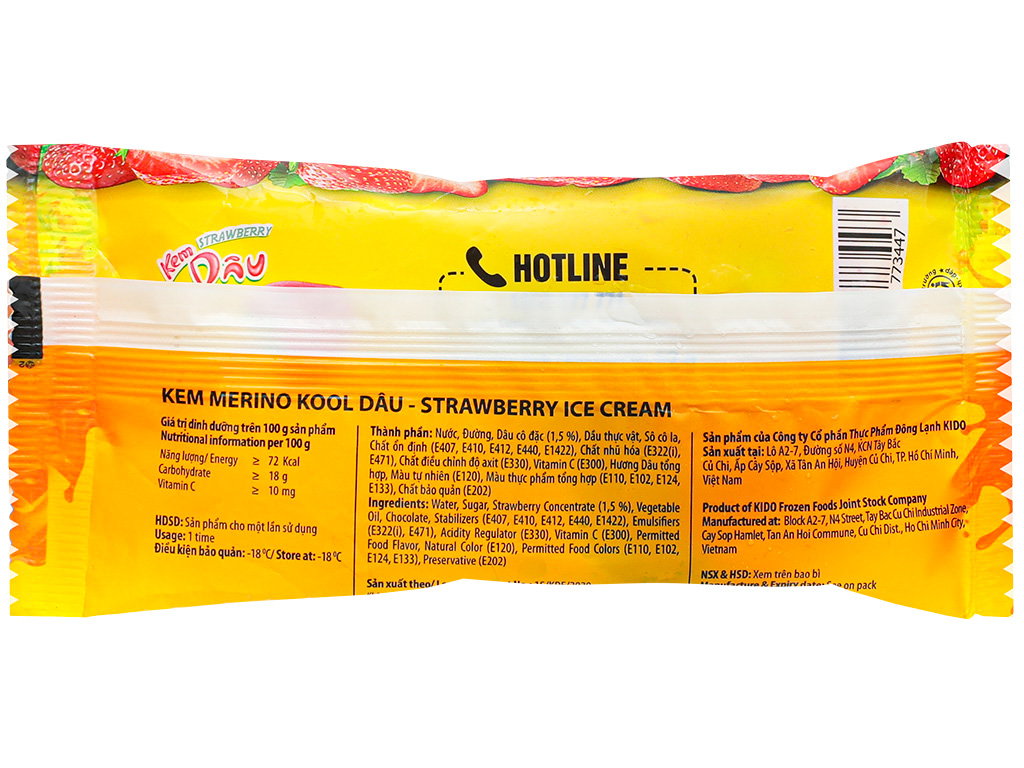 STRAWBERRY
Kem
Dâu
HOTLINE
773447
KEM MERINO KOOL DÂU - STRAWBERRY ICE CREAM
Giá trị dinh dưỡng trên 100 g sản phẩm
Nutritional information per 100 g
Năng lượng/ Energy ≥ 72 Kcal
Carbohydrate ≥ 18 g
Vitamin C ≥ 10 mg
HDSD: Sản phẩm cho một lần sử dụng
Usage: 1 time
Điều kiện bảo quản: -18ºC/ Store at: -18ºC
Thành phần: Nước, Đường, Dâu cô đặc (1,5 %), Dầu thực vật, Sô cô la,
Chất ổn định (E407, E410, E412, E440, E1422), Chất nhũ hóa (E322(i),
E471), Chất điều chỉnh độ axit (E330), Vitamin C (E300), Hương Dâu tổng
hợp, Màu tự nhiên (E120), Màu thực phẩm tổng hợp (E110, E102, E124,
E133), Chất bảo quản (E202)
Ingredients: Water, Sugar, Strawberry Concentrate (1,5 %), Vegetable
Oil, Chocolate, Stabilizers (E407, E410, E412, E440, E1422), Emulsifiers
(E322(i), E471), Acidity Regulator (E330), Vitamin C (E300), Permitted
Food Flavor, Natural Color (E120), Permitted Food Colors (E110, E102,
E124, E133), Preservative (E202)
Sản xuất theo/
Sản phẩm của Công ty Cổ phần Thực Phẩm Đông Lạnh KIDO
Sản xuất tại: Lô A2-7, Đường số N4, KCN Tây Bắc
Củ Chi, Ấp Cây Sộp, Xã Tân An Hội, Huyện Củ Chi, TP. Hồ Chí Minh,
Việt Nam
Product of KIDO Frozen Foods Joint Stock Company
Manufactured at: Block A2-7, N4 Street, Tay Bac Cu Chi Industrial Zone,
Cay Sop Hamlet, Tan An Hoi Commune, Cu Chi Dist., Ho Chi Minh City,
Vietnam
NSX & HSD: Xem trên bao bì
Manufacture & Expiry date: See on pack